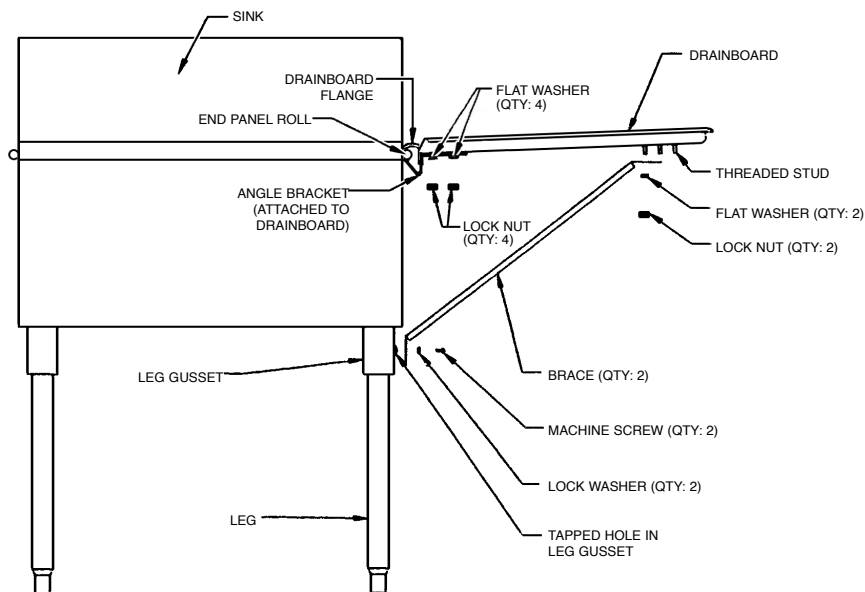 SINK
DRAINBOARD
FLANGE
FLAT WASHER
(QTY: 4)
DRAINBOARD
END PANEL ROLL
ANGLE BRACKET
(ATTACHED TO
DRAINBOARD)
LOCK NUT
(QTY: 4)
THREADED STUD
FLAT WASHER (QTY: 2)
LOCK NUT (QTY: 2)
LEG GUSSET
BRACE (QTY: 2)
MACHINE SCREW (QTY: 2)
LOCK WASHER (QTY: 2)
LEG
TAPPED HOLE IN
LEG GUSSET